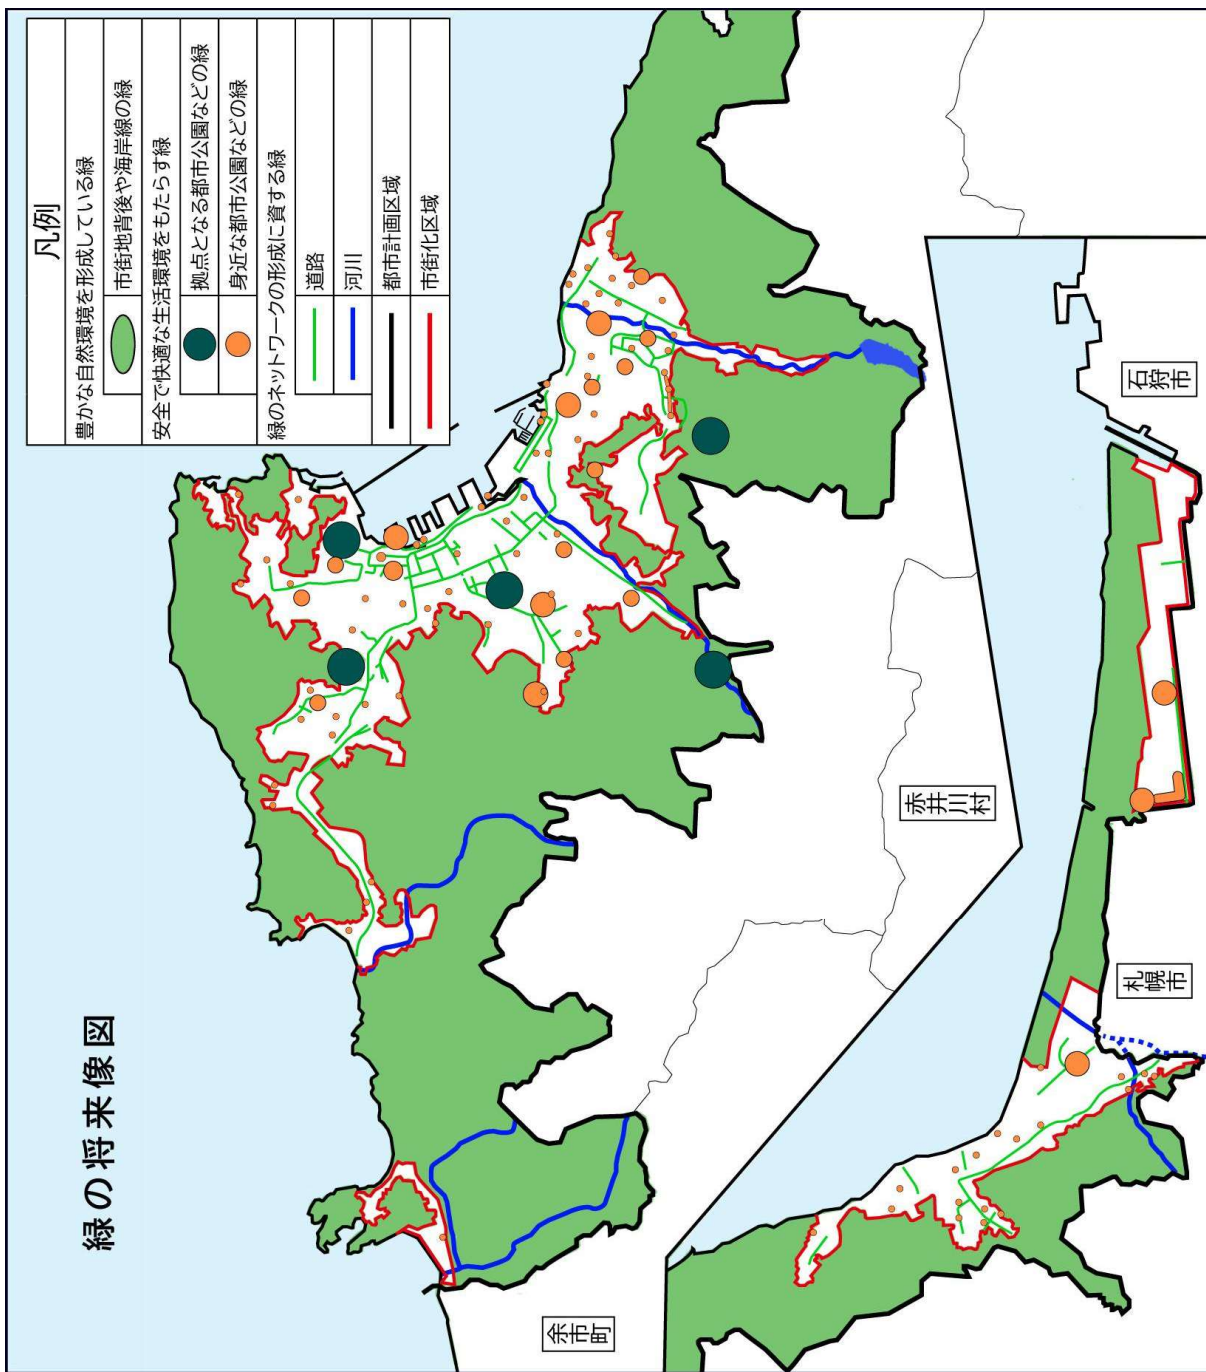 緑の将来像図
凡例
豊かな自然環境を形成している緑
市街地背後や海岸線の緑
安全で快適な生活環境をもたらす緑
拠点となる都市公園などの緑
身近な都市公園などの緑
緑のネットワークの形成に資する緑
道路
河川
都市計画区域
市街化区域
余市町
赤井川村
札幌市
石狩市